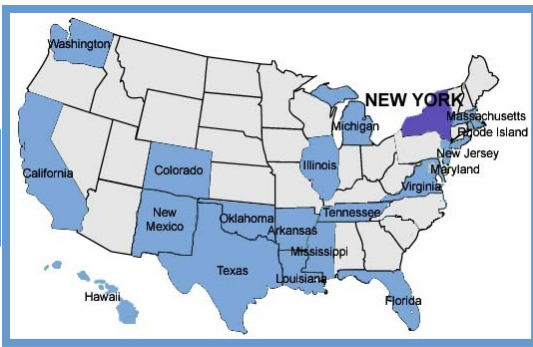 Washington
NEW YORK
Massachusetts
Michigan
Rhode Island
New Jersey
Illinois
Maryland
California
Colorado
Virginia
New
Mexico
Oklahoma
Tennessee
Arkansas
Mississippi
Texas
Louisiana
Hawaii
Florida